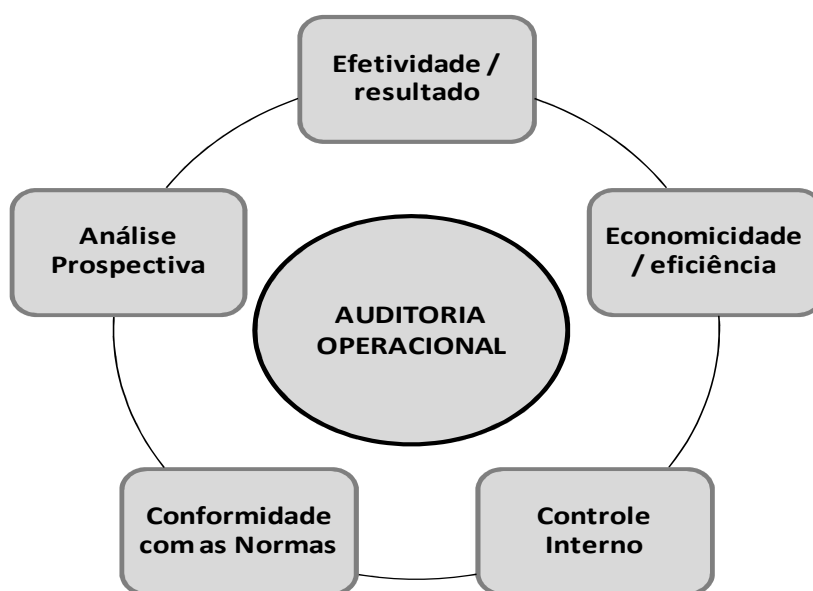 Efetividade /
resultado
Análise
Prospectiva
Economicidade
/ eficiência
AUDITORIA
OPERACIONAL
Conformidade
com as Normas
Controle
Interno